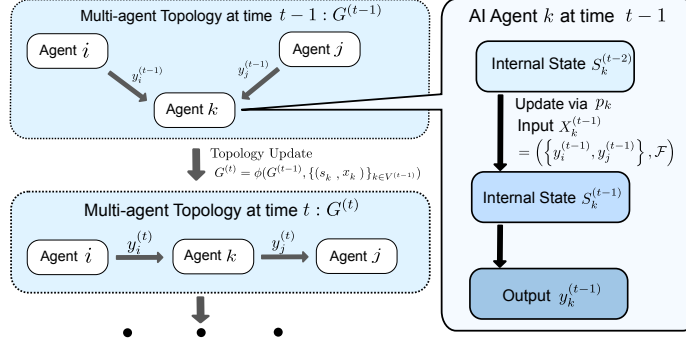 Multi-agent Topology at time t − 1 : G^{(t−1)}
Agent i
Agent j
y_i^{(t−1)}
y_j^{(t−1)}
Agent k
Topology Update
G^{(t)} = ϕ(G^{(t−1)}, {(s_k , x_k )}_{k∈V^{(t−1)}})
Multi-agent Topology at time t : G^{(t)}
Agent i
y_i^{(t)}
Agent k
y_j^{(t)}
Agent j
AI Agent k at time t − 1
Internal State S_k^{(t−2)}
Update via p_k
Input X_k^{(t−1)}
= ({y_i^{(t−1)}, y_j^{(t−1)}}, F)
Internal State S_k^{(t−1)}
Output y_k^{(t−1)}